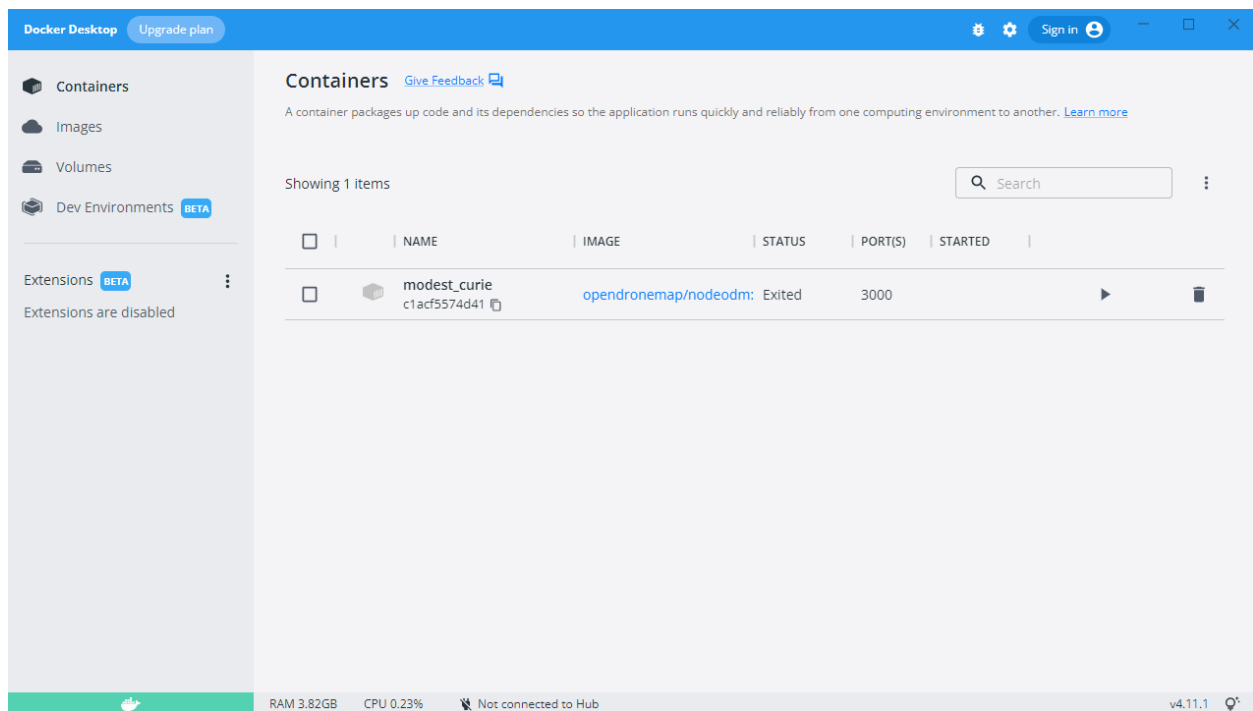 Docker Desktop Upgrade plan Sign in
Containers
Images
Volumes
Dev Environments BETA
Extensions BETA
Extensions are disabled
Containers Give Feedback
A container packages up code and its dependencies so the application runs quickly and reliably from one computing environment to another. Learn more
Showing 1 items Search
NAME IMAGE STATUS PORT(S) STARTED
modest_curie
c1acf5574d41 opendronemap/nodeodm: Exited 3000
RAM 3.82GB CPU 0.23% Not connected to Hub v4.11.1